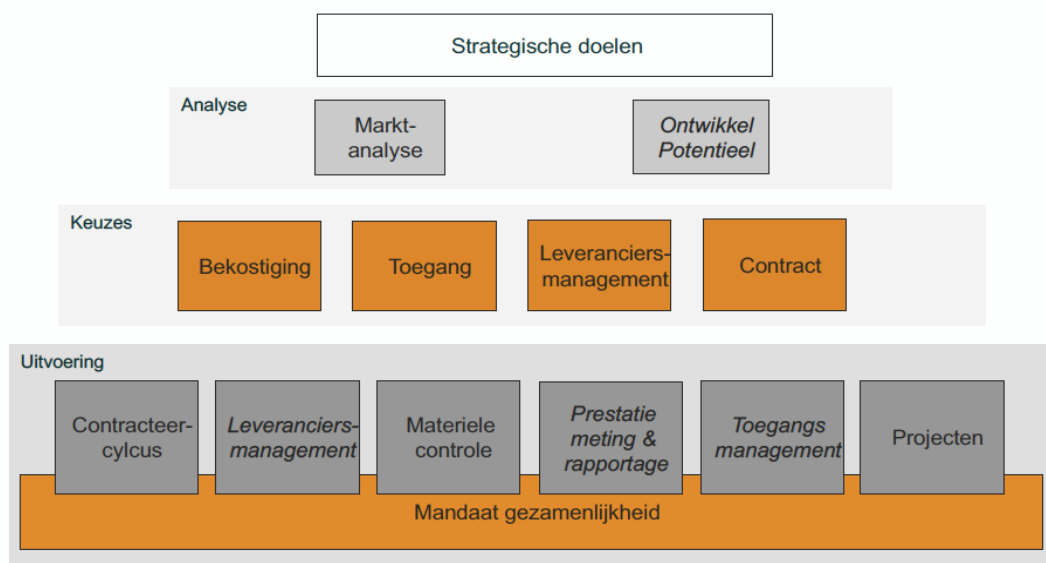 Strategische doelen
Analyse
Markt-
analyse
Ontwikkel
Potentieel
Keuzes
Bekostiging
Toegang
Leveranciers-
management
Contract
Uitvoering
Contracteer-
cylcus
Leveranciers-
management
Materiele
controle
Prestatie
meting &
rapportage
Toegangs
management
Projecten
Mandaat gezamenlijkheid